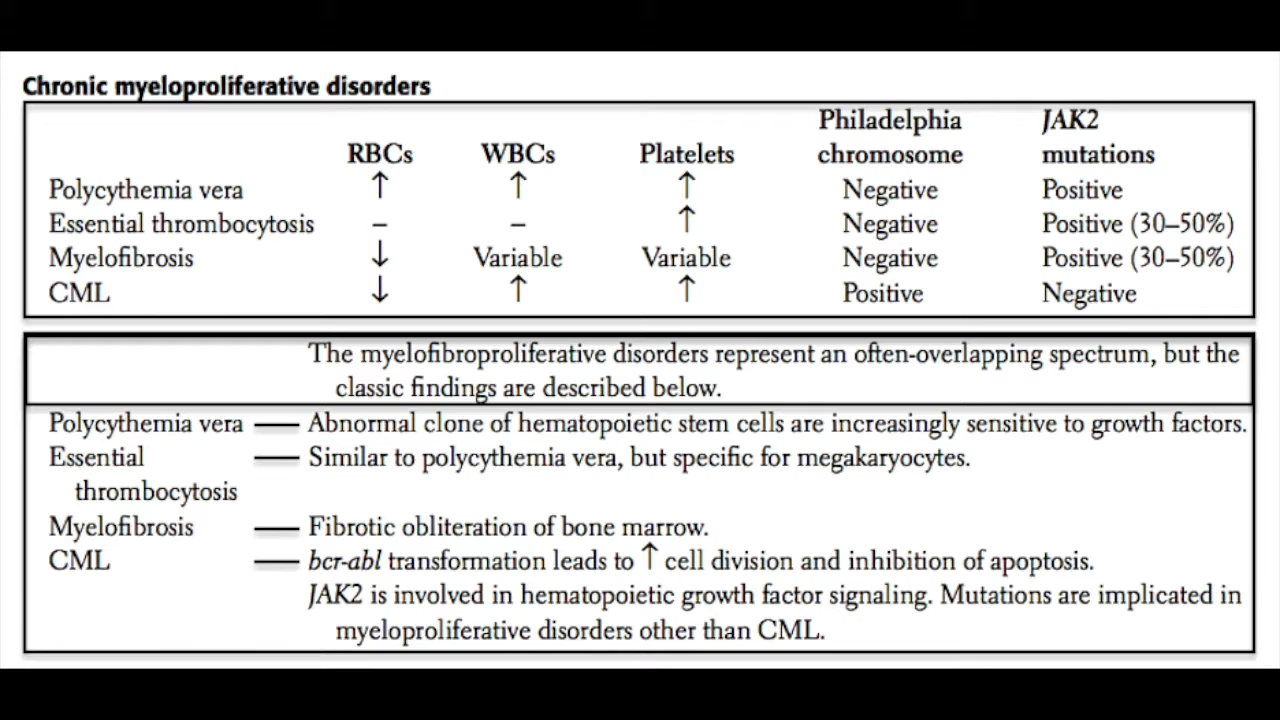 Chronic myeloproliferative disorders
Philadelphia JAK2
RBCs WBCs Platelets chromosome mutations
Polycythemia vera ↑ ↑ ↑ Negative Positive
Essential thrombocytosis – – ↑ Negative Positive (30–50%)
Myelofibrosis ↓ Variable Variable Negative Positive (30–50%)
CML ↓ ↑ ↑ Positive Negative
The myelofibroproliferative disorders represent an often-overlapping spectrum, but the
classic findings are described below.
Polycythemia vera — Abnormal clone of hematopoietic stem cells are increasingly sensitive to growth factors.
Essential — Similar to polycythemia vera, but specific for megakaryocytes.
thrombocytosis
Myelofibrosis — Fibrotic obliteration of bone marrow.
CML — bcr-abl transformation leads to ↑ cell division and inhibition of apoptosis.
JAK2 is involved in hematopoietic growth factor signaling. Mutations are implicated in
myeloproliferative disorders other than CML.